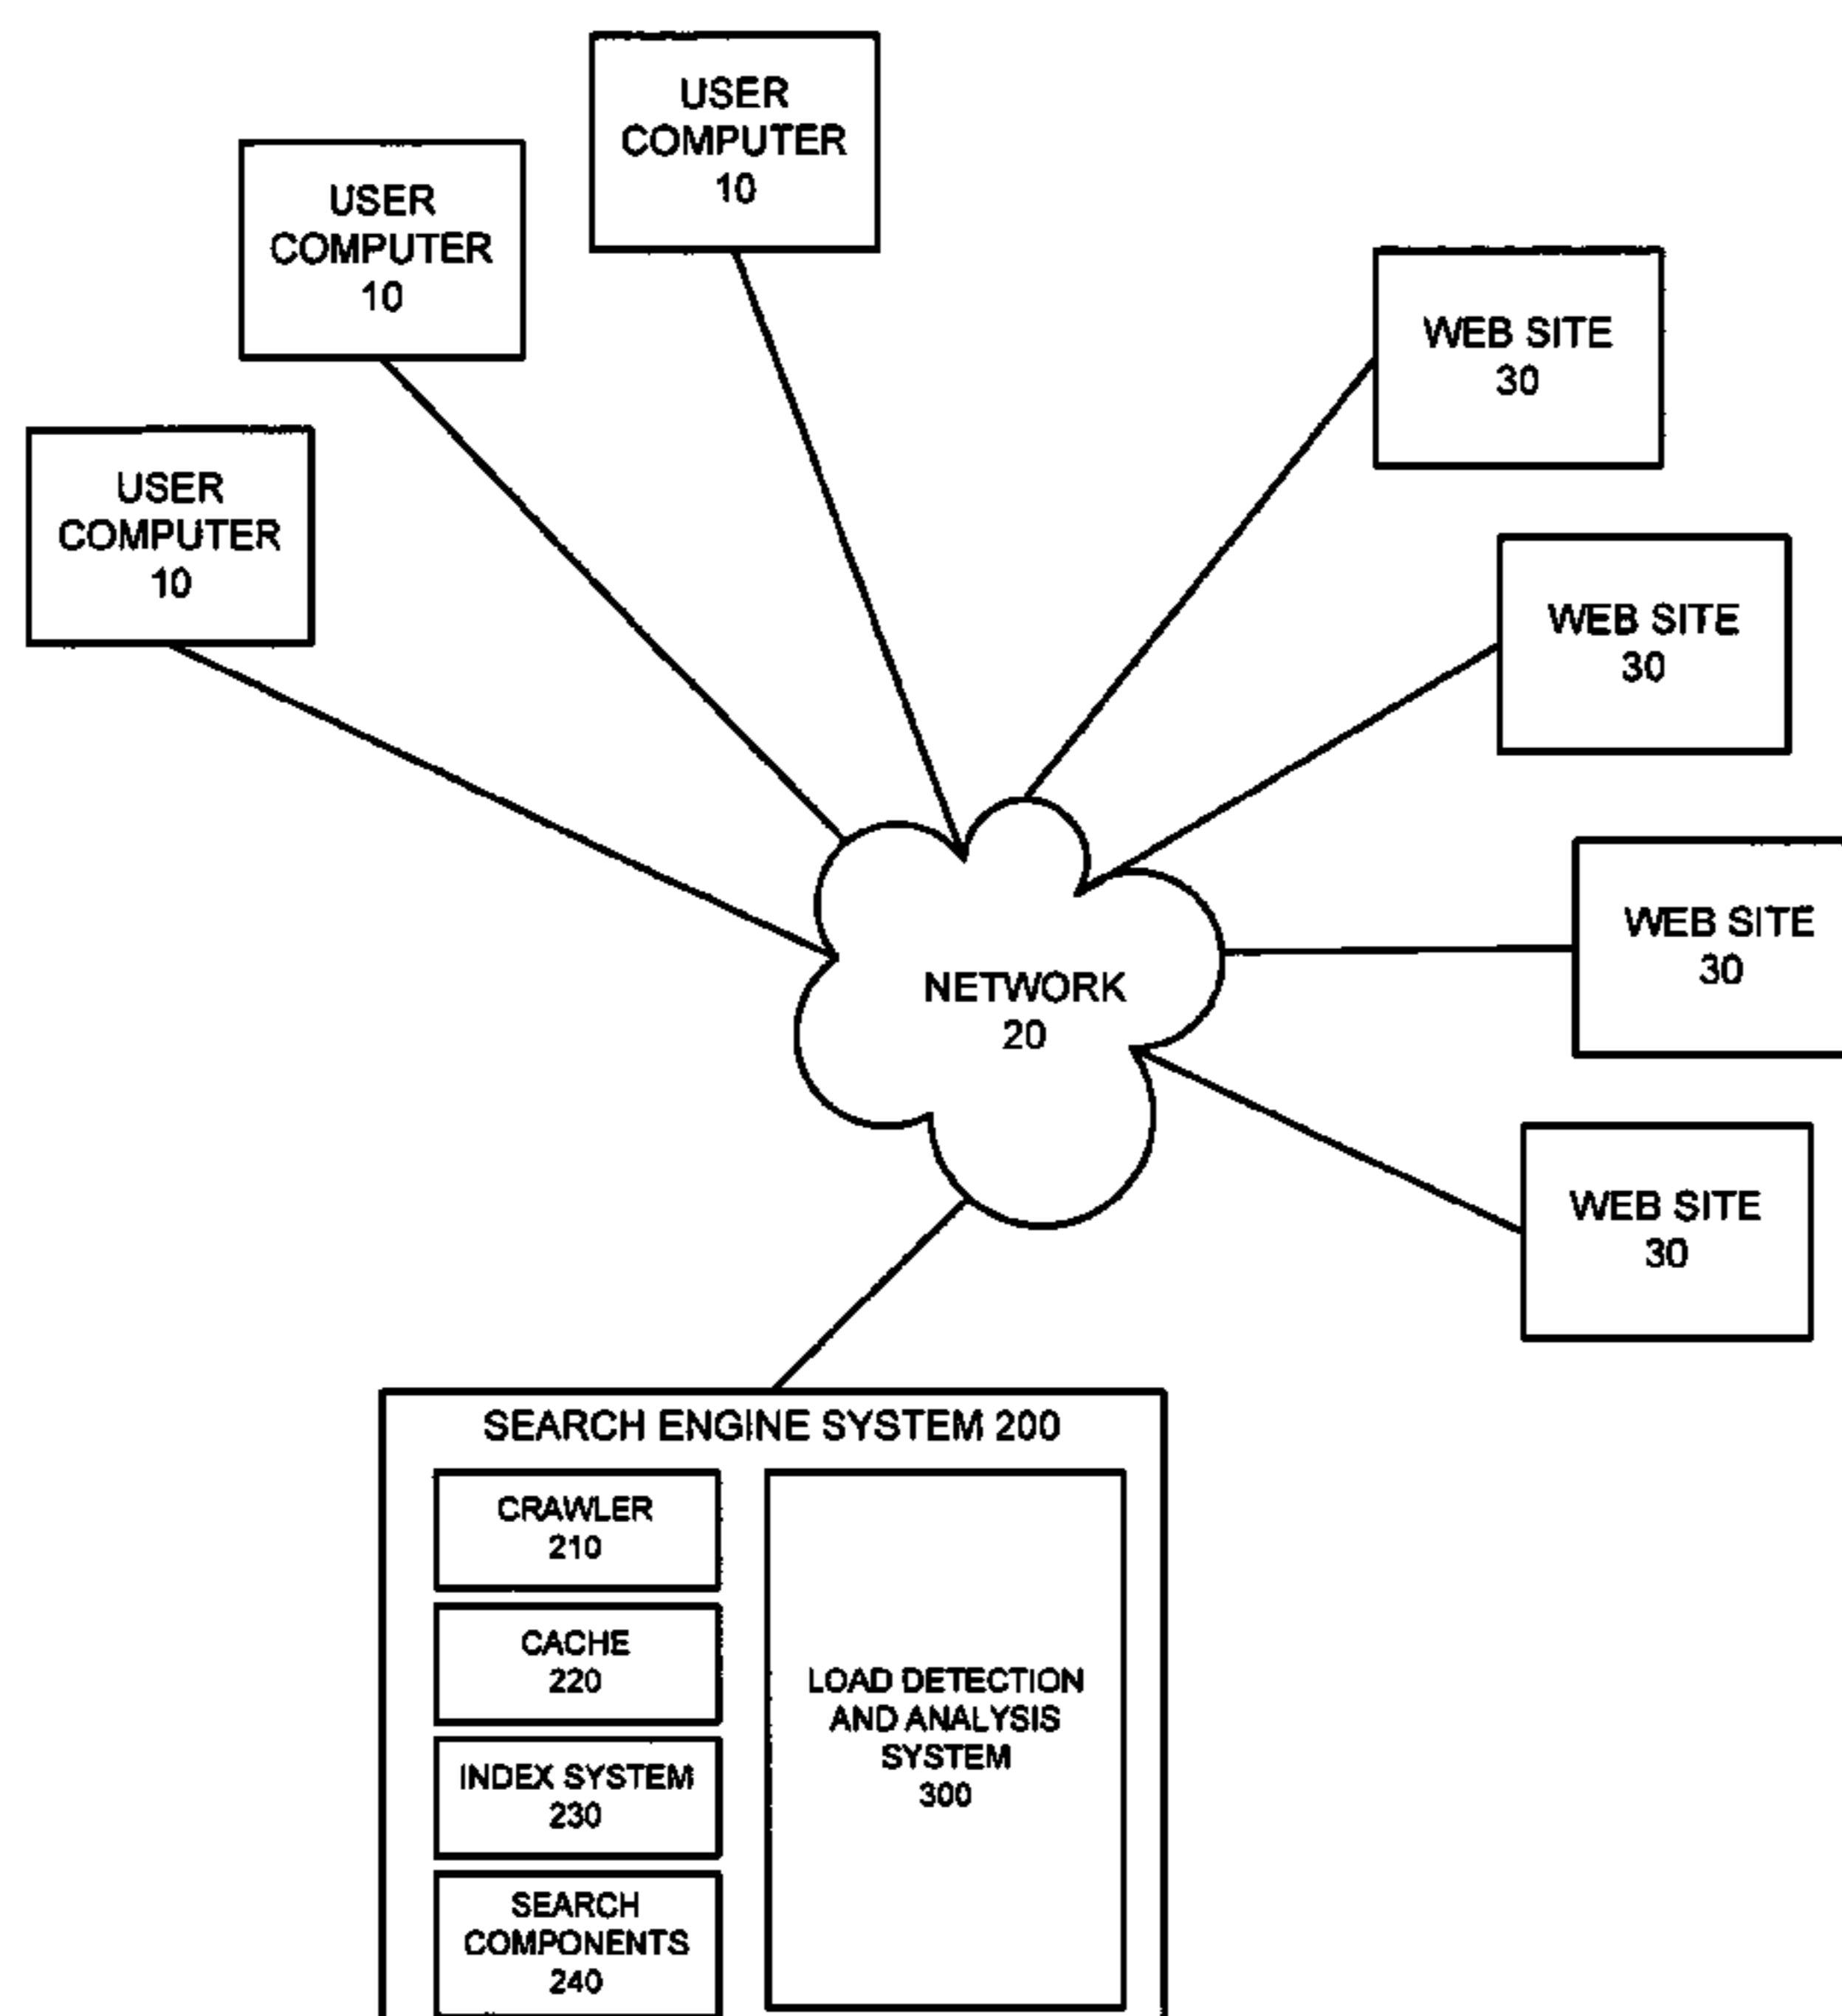 USER
COMPUTER
10
USER
COMPUTER
10
USER
COMPUTER
10
WEB SITE
30
WEB SITE
30
WEB SITE
30
WEB SITE
30
NETWORK
20
SEARCH ENGINE SYSTEM 200
CRAWLER
210
CACHE
220
INDEX SYSTEM
230
SEARCH
COMPONENTS
240
LOAD DETECTION
AND ANALYSIS
SYSTEM
300